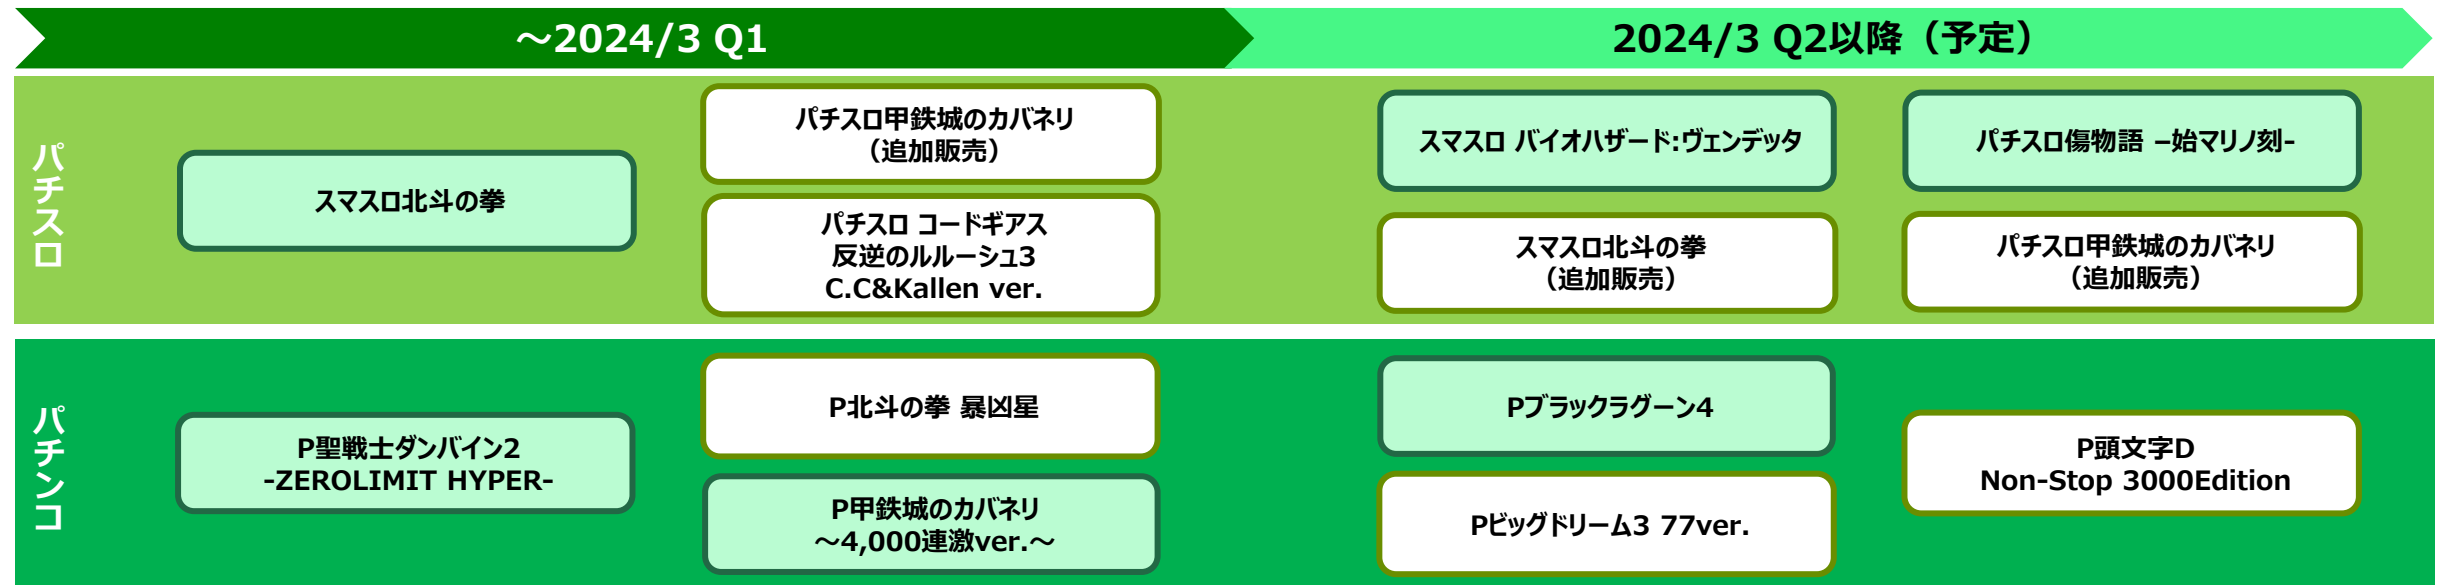 ～2024/3 Q1
2024/3 Q2以降（予定）
パチスロ
スマスロ北斗の拳
パチスロ甲鉄城のカバネリ
（追加販売）
パチスロ コードギアス
反逆のルルーシュ3
C.C&Kallen ver.
スマスロ バイオハザード:ヴェンデッタ
パチスロ傷物語 –始マリノ刻-
スマスロ北斗の拳
（追加販売）
パチスロ甲鉄城のカバネリ
（追加販売）
パチンコ
P聖戦士ダンバイン2
-ZEROLIMIT HYPER-
P北斗の拳 暴凶星
P甲鉄城のカバネリ
～4,000連激ver.～
Pブラックラグーン4
Pビッグドリーム3 77ver.
P頭文字D
Non-Stop 3000Edition